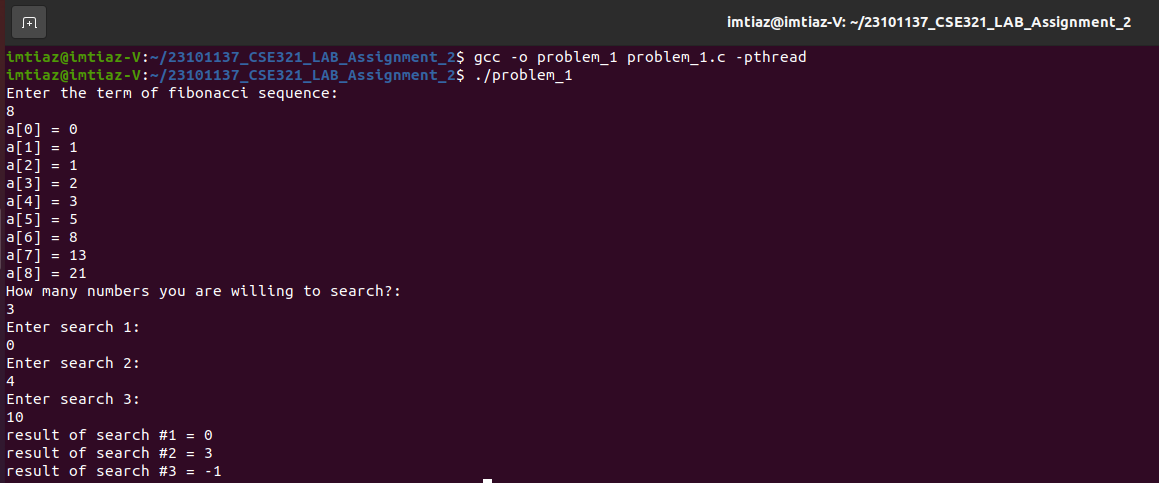 imtiaz@imtiaz-V: ~/23101137_CSE321_LAB_Assignment_2
imtiaz@imtiaz-V:~/23101137_CSE321_LAB_Assignment_2$ gcc -o problem_1 problem_1.c -pthread
imtiaz@imtiaz-V:~/23101137_CSE321_LAB_Assignment_2$ ./problem_1
Enter the term of fibonacci sequence:
8
a[0] = 0
a[1] = 1
a[2] = 1
a[3] = 2
a[4] = 3
a[5] = 5
a[6] = 8
a[7] = 13
a[8] = 21
How many numbers you are willing to search?:
3
Enter search 1:
0
Enter search 2:
4
Enter search 3:
10
result of search #1 = 0
result of search #2 = 3
result of search #3 = -1